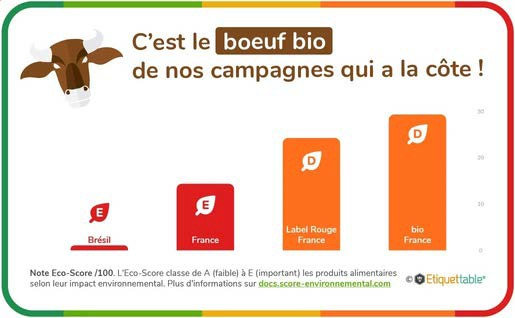 C'est le boeuf bio
de nos campagnes qui a la côte !
30
20
10
0
E
Brésil
E
France
D
Label Rouge
France
D
bio
France
Note Eco-Score /100. L'Eco-Score classe de A (faible) à E (important) les produits alimentaires
selon leur impact environnemental. Plus d'informations sur docs.score-environnemental.com
© Etiquettable